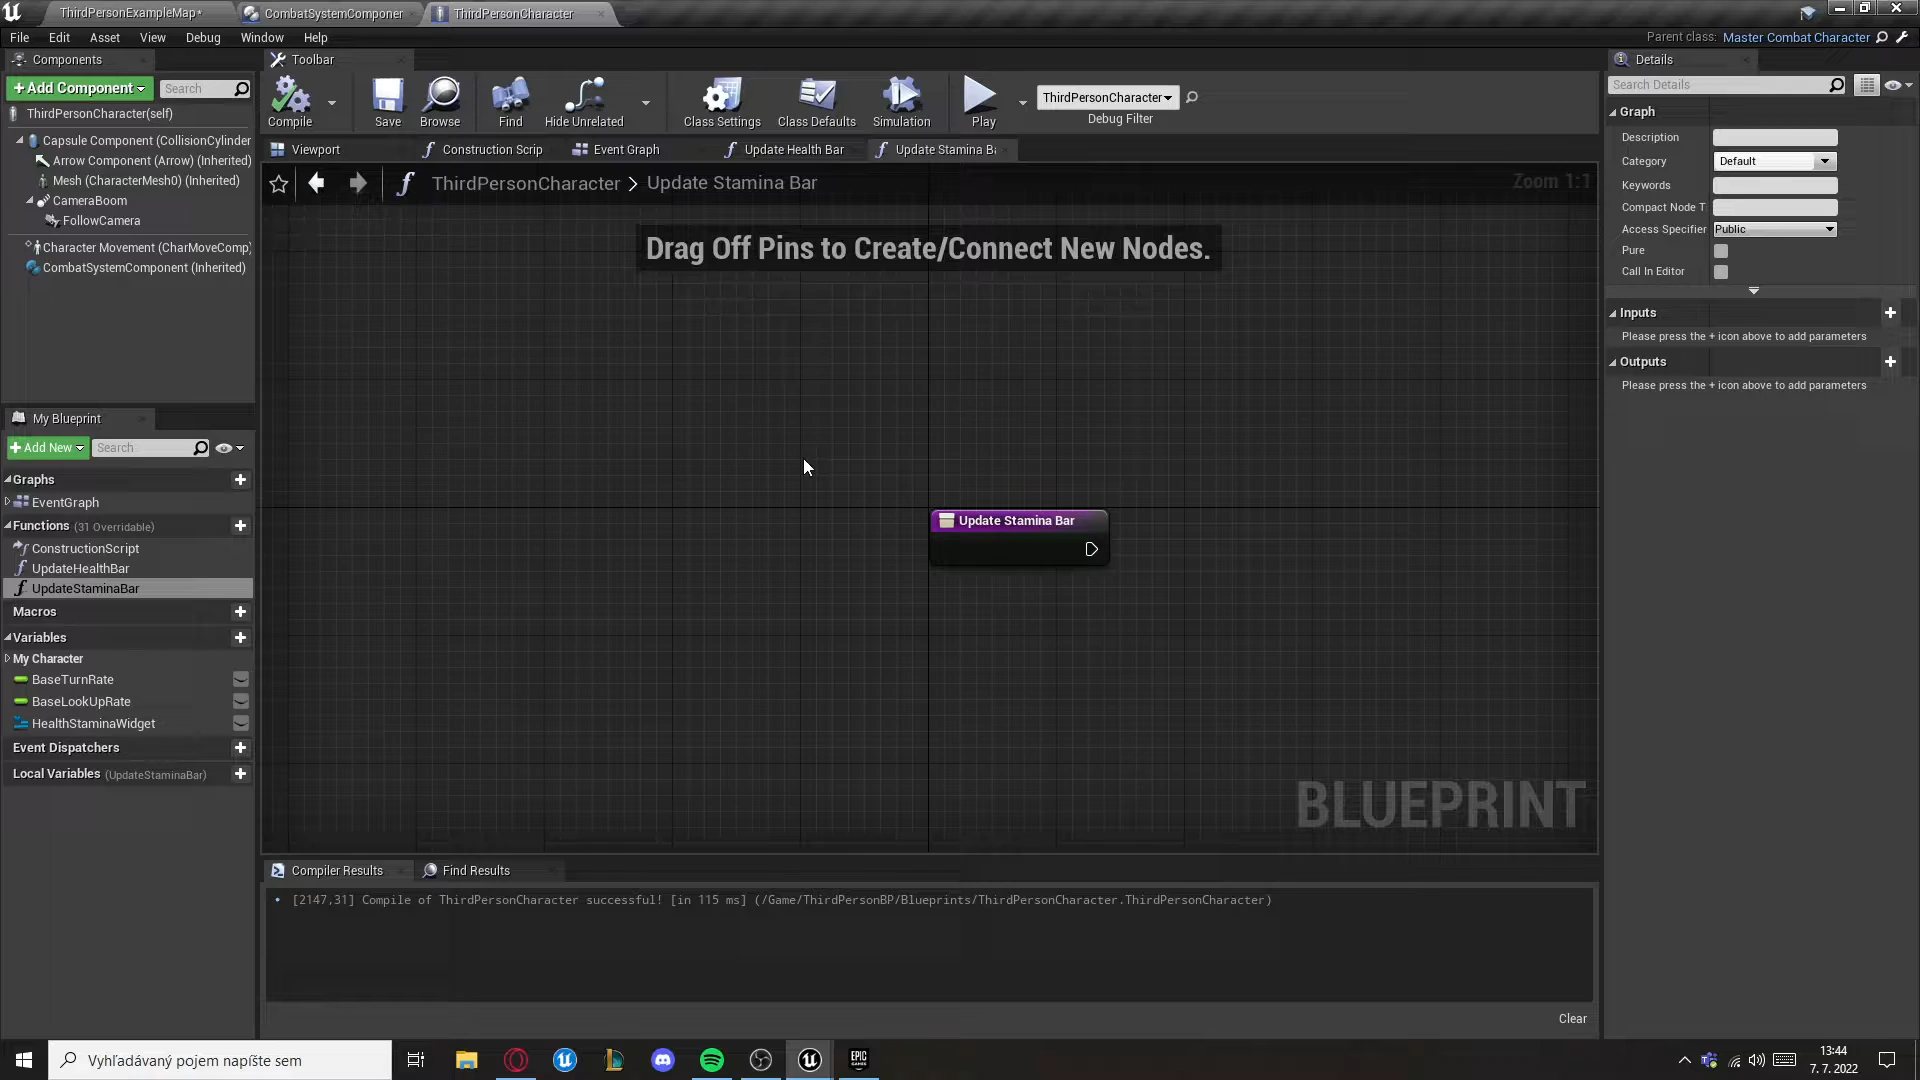 ThirdPersonExampleMap*
CombatSystemComponer
ThirdPersonCharacter
File
Edit
Asset
View
Debug
Window
Help
Parent class:
Master Combat Character
Components
Toolbar
Details
+ Add Component
Search
Search Details
ThirdPersonCharacter(self)
Capsule Component (CollisionCylinder
Arrow Component (Arrow) (Inherited)
Mesh (CharacterMesh0) (Inherited)
CameraBoom
FollowCamera
Character Movement (CharMoveComp)
CombatSystemComponent (Inherited)
Compile
Save
Browse
Find
Hide Unrelated
Class Settings
Class Defaults
Simulation
Play
ThirdPersonCharacter
Debug Filter
Viewport
Construction Scrip
Event Graph
Update Health Bar
Update Stamina Ba
ThirdPersonCharacter > Update Stamina Bar
Zoom 1:1
Drag Off Pins to Create/Connect New Nodes.
Update Stamina Bar
BLUEPRINT
My Blueprint
+ Add New
Search
Graphs
EventGraph
Functions (31 Overridable)
ConstructionScript
UpdateHealthBar
UpdateStaminaBar
Macros
Variables
My Character
BaseTurnRate
BaseLookUpRate
HealthStaminaWidget
Event Dispatchers
Local Variables (UpdateStaminaBar)
Graph
Description
Category
Default
Keywords
Compact Node T
Access Specifier
Public
Pure
Call In Editor
Inputs
Please press the + icon above to add parameters
Outputs
Please press the + icon above to add parameters
Compiler Results
Find Results
[2147,31] Compile of ThirdPersonCharacter successful! [in 115 ms] (/Game/ThirdPersonBP/Blueprints/ThirdPersonCharacter.ThirdPersonCharacter)
Clear
Vyhľadávaný pojem napíšte sem
EPIC
GAMES
13:44
7. 7. 2022